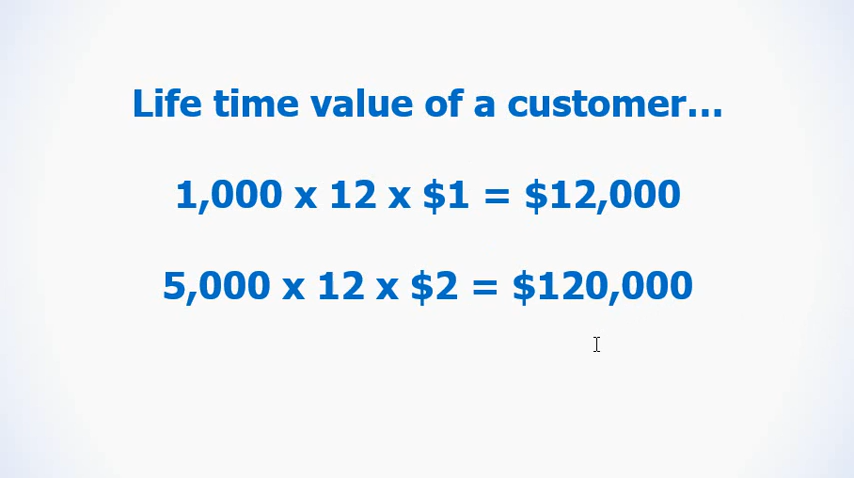 Life time value of a customer...
1,000 x 12 x $1 = $12,000
5,000 x 12 x $2 = $120,000